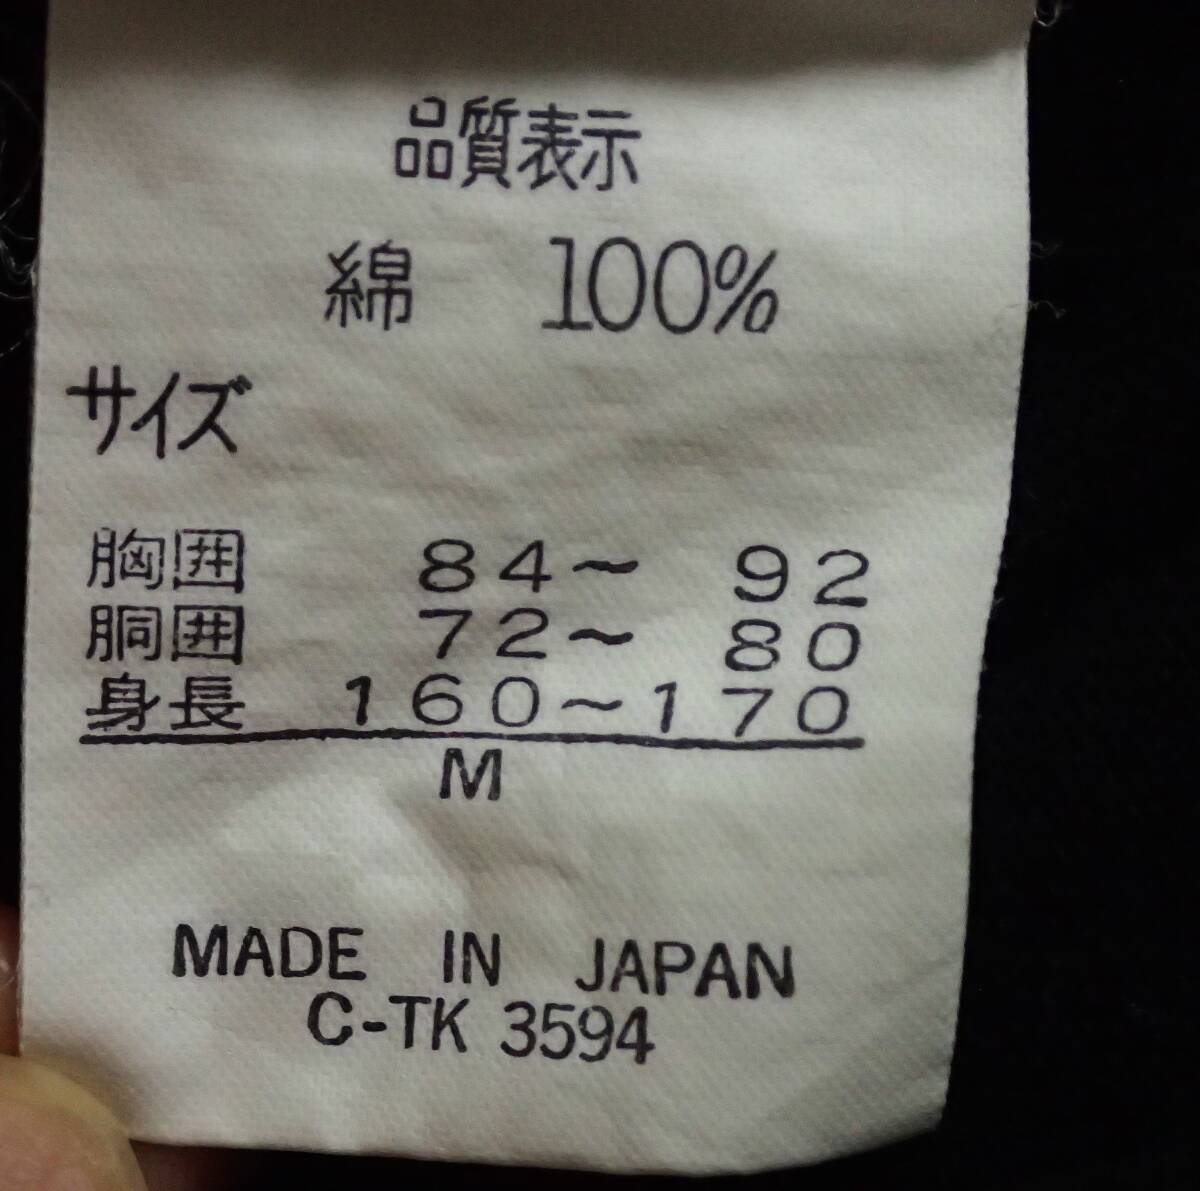 品質表示
綿 100%
サイズ
胸囲 84~92
胴囲 72~80
身長 160~170
M
MADE IN JAPAN
C-TK 3594